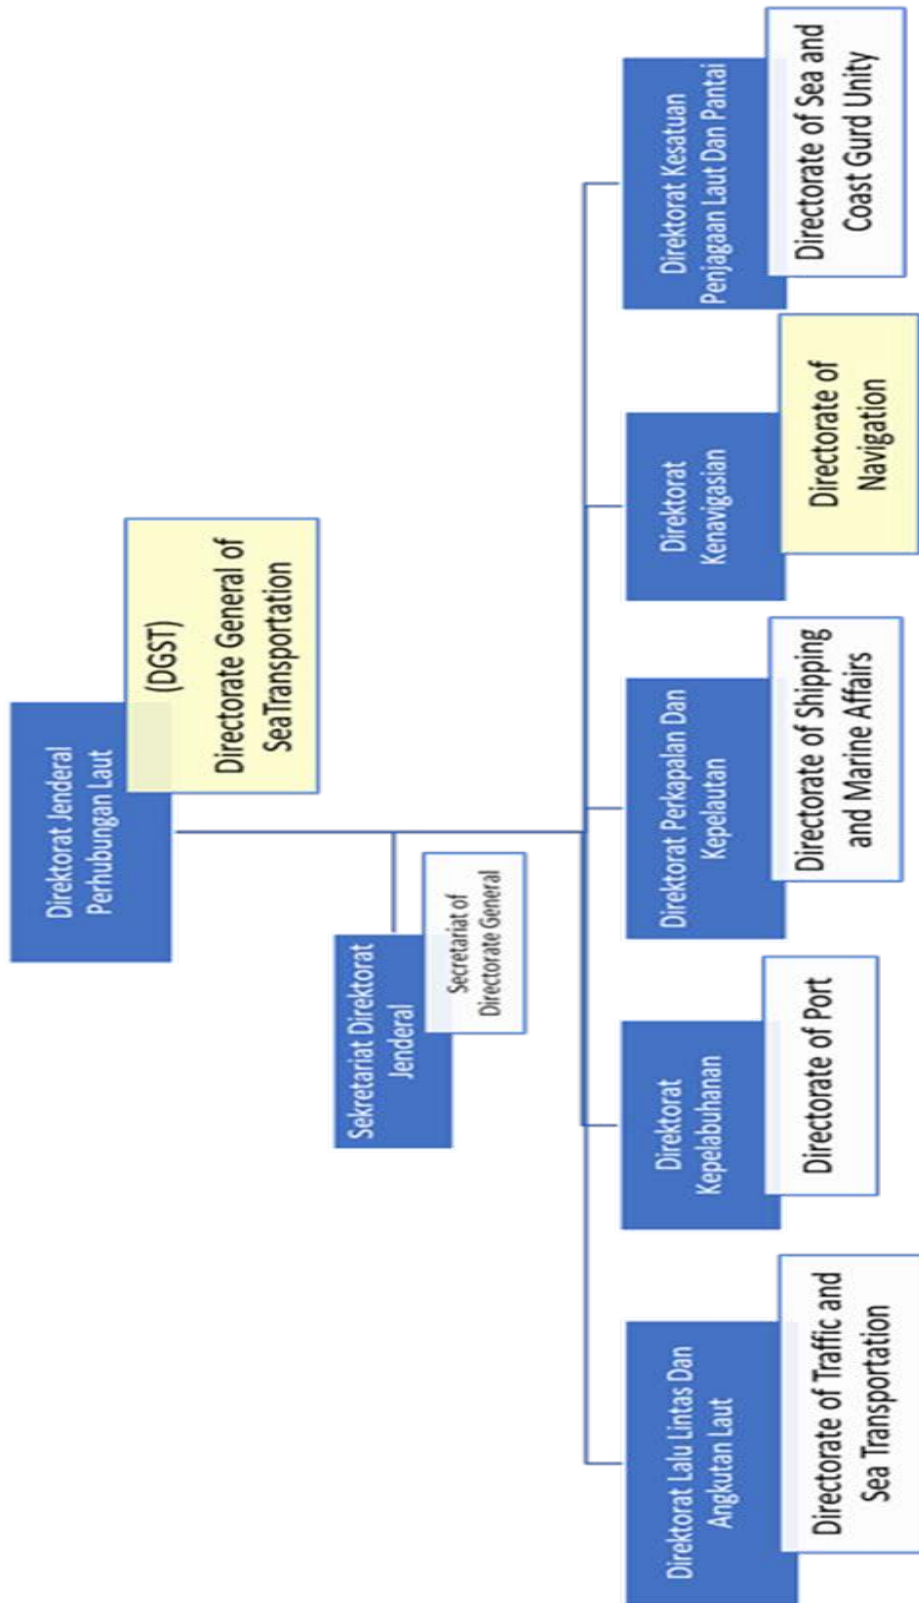 Direktorat Jenderal
Perhubungan Laut
(DGST)
Directorate General of
SeaTransportation
Sekretariat Direktorat
Jenderal
Secretariat of
Directorate General
Direktorat Lalu Lintas Dan
Angkutan Laut
Directorate of Traffic and
Sea Transportation
Direktorat
Kepelabuhanan
Directorate of Port
Direktorat Perkapalan Dan
Kepelautan
Directorate of Shipping
and Marine Affairs
Direktorat
Kenavigasian
Directorate of
Navigation
Direktorat Kesatuan
Penjagaan Laut Dan Pantai
Directorate of Sea and
Coast Gurd Unity